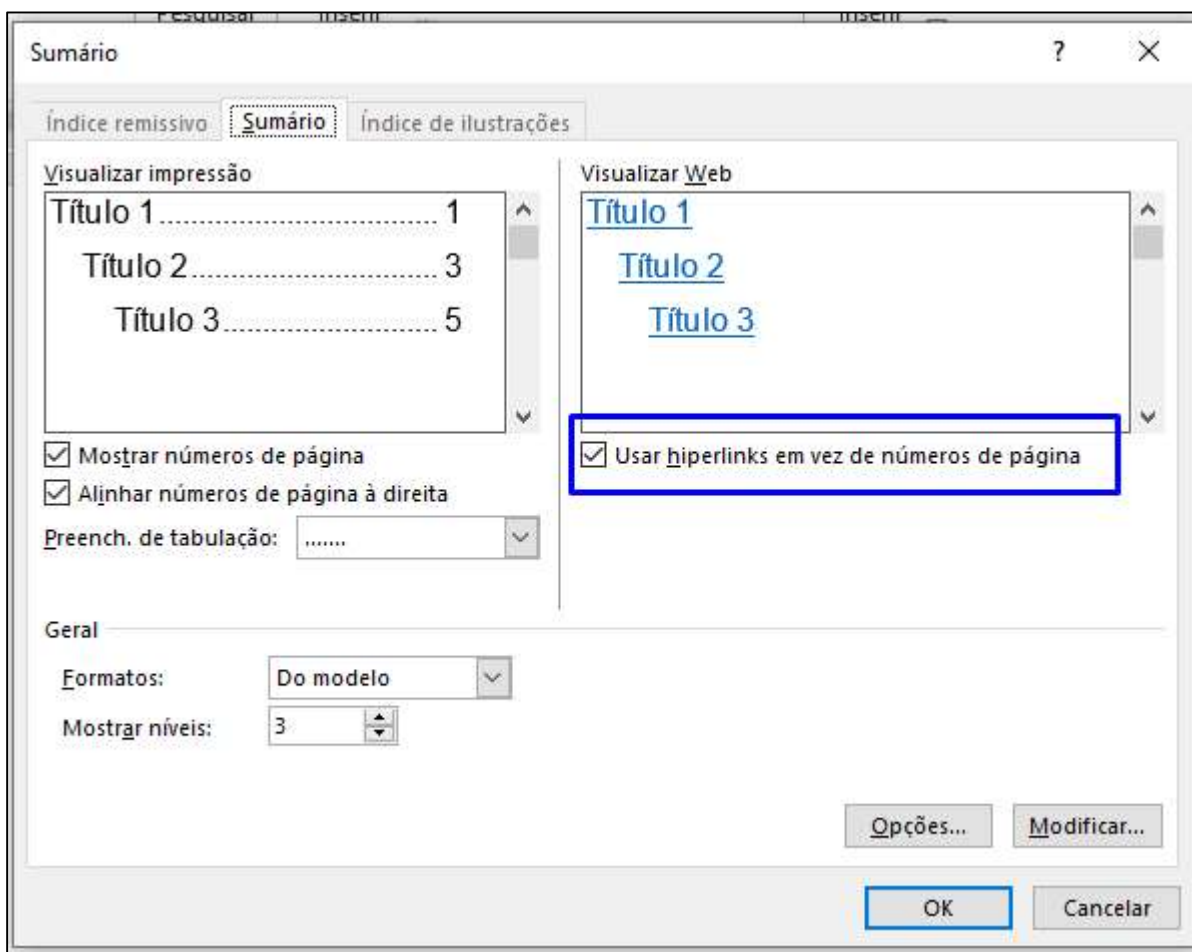 Pesquisar Inserir Inserir
Sumário ? X
Índice remissivo Sumário Índice de ilustrações
Visualizar impressão
Título 1.................................. 1
Título 2............................. 3
Título 3......................... 5
Mostrar números de página
Alinhar números de página à direita
Preench. de tabulação: .......
Visualizar Web
Título 1
Título 2
Título 3
Usar hiperlinks em vez de números de página
Geral
Formatos: Do modelo
Mostrar níveis: 3
Opções... Modificar...
OK Cancelar